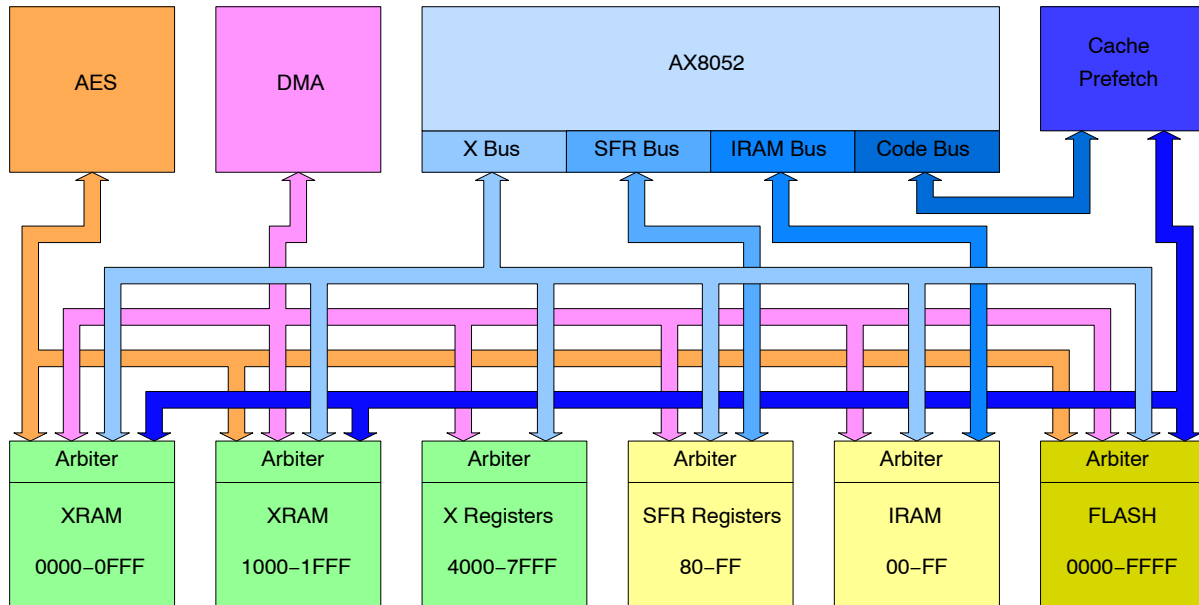 AES
DMA
AX8052
Cache
Prefetch
X Bus
SFR Bus
IRAM Bus
Code Bus
Arbiter
Arbiter
Arbiter
Arbiter
Arbiter
Arbiter
XRAM
XRAM
X Registers
SFR Registers
IRAM
FLASH
0000−0FFF
1000−1FFF
4000−7FFF
80−FF
00−FF
0000−FFFF